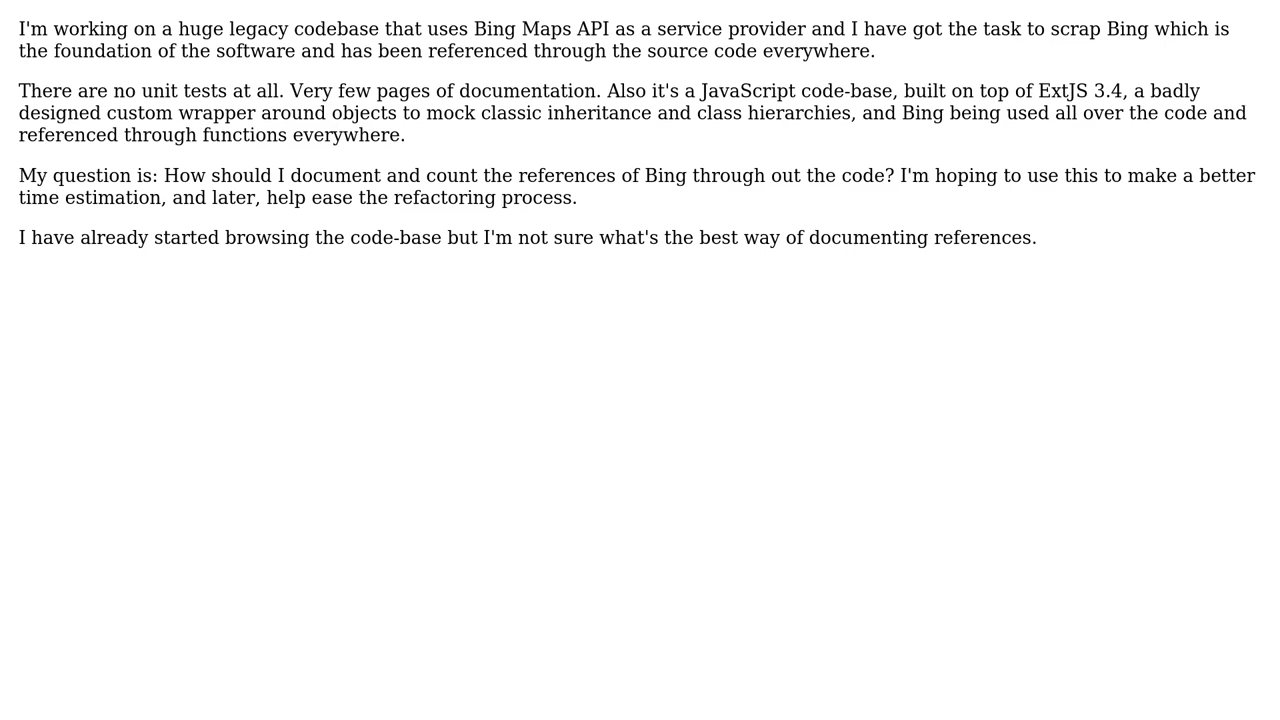 I'm working on a huge legacy codebase that uses Bing Maps API as a service provider and I have got the task to scrap Bing which is
the foundation of the software and has been referenced through the source code everywhere.
There are no unit tests at all. Very few pages of documentation. Also it's a JavaScript code-base, built on top of ExtJS 3.4, a badly
designed custom wrapper around objects to mock classic inheritance and class hierarchies, and Bing being used all over the code and
referenced through functions everywhere.
My question is: How should I document and count the references of Bing through out the code? I'm hoping to use this to make a better
time estimation, and later, help ease the refactoring process.
I have already started browsing the code-base but I'm not sure what's the best way of documenting references.